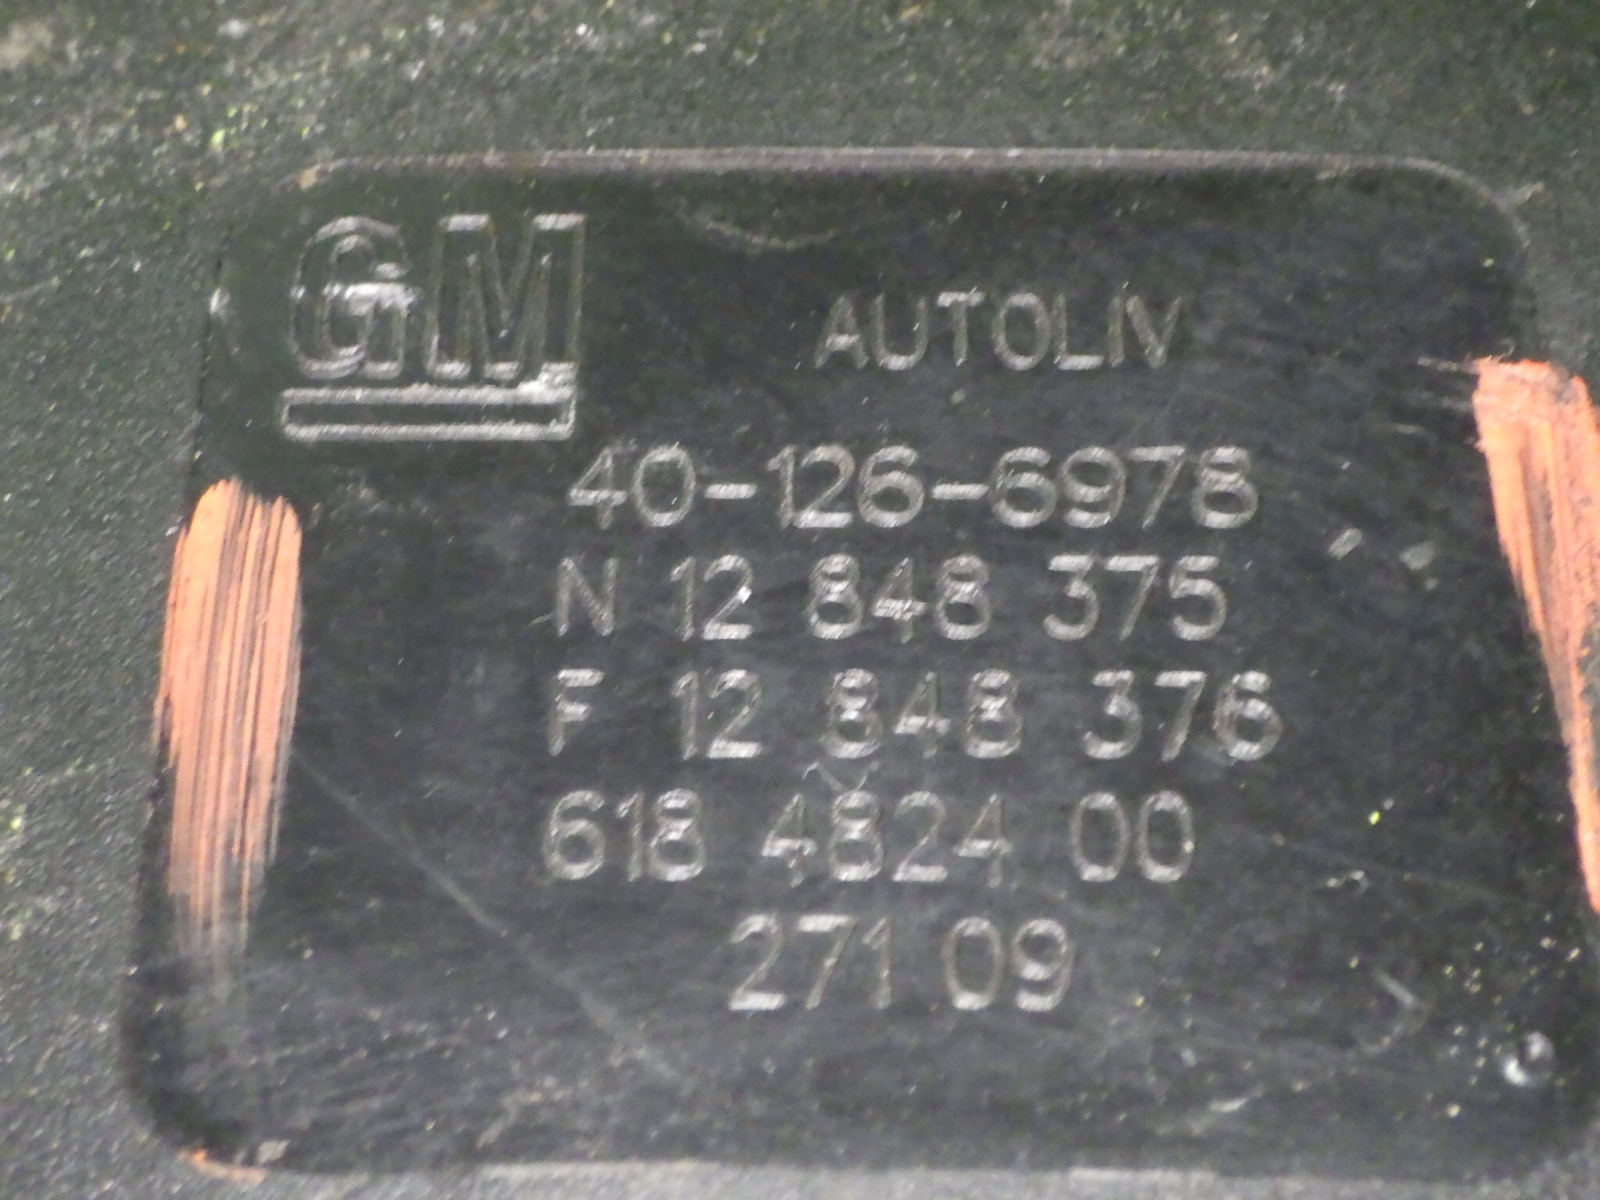 GM
AUTOLIV
40-126-6978
N 12 848 375
F 12 848 376
618 4824 00
271 09